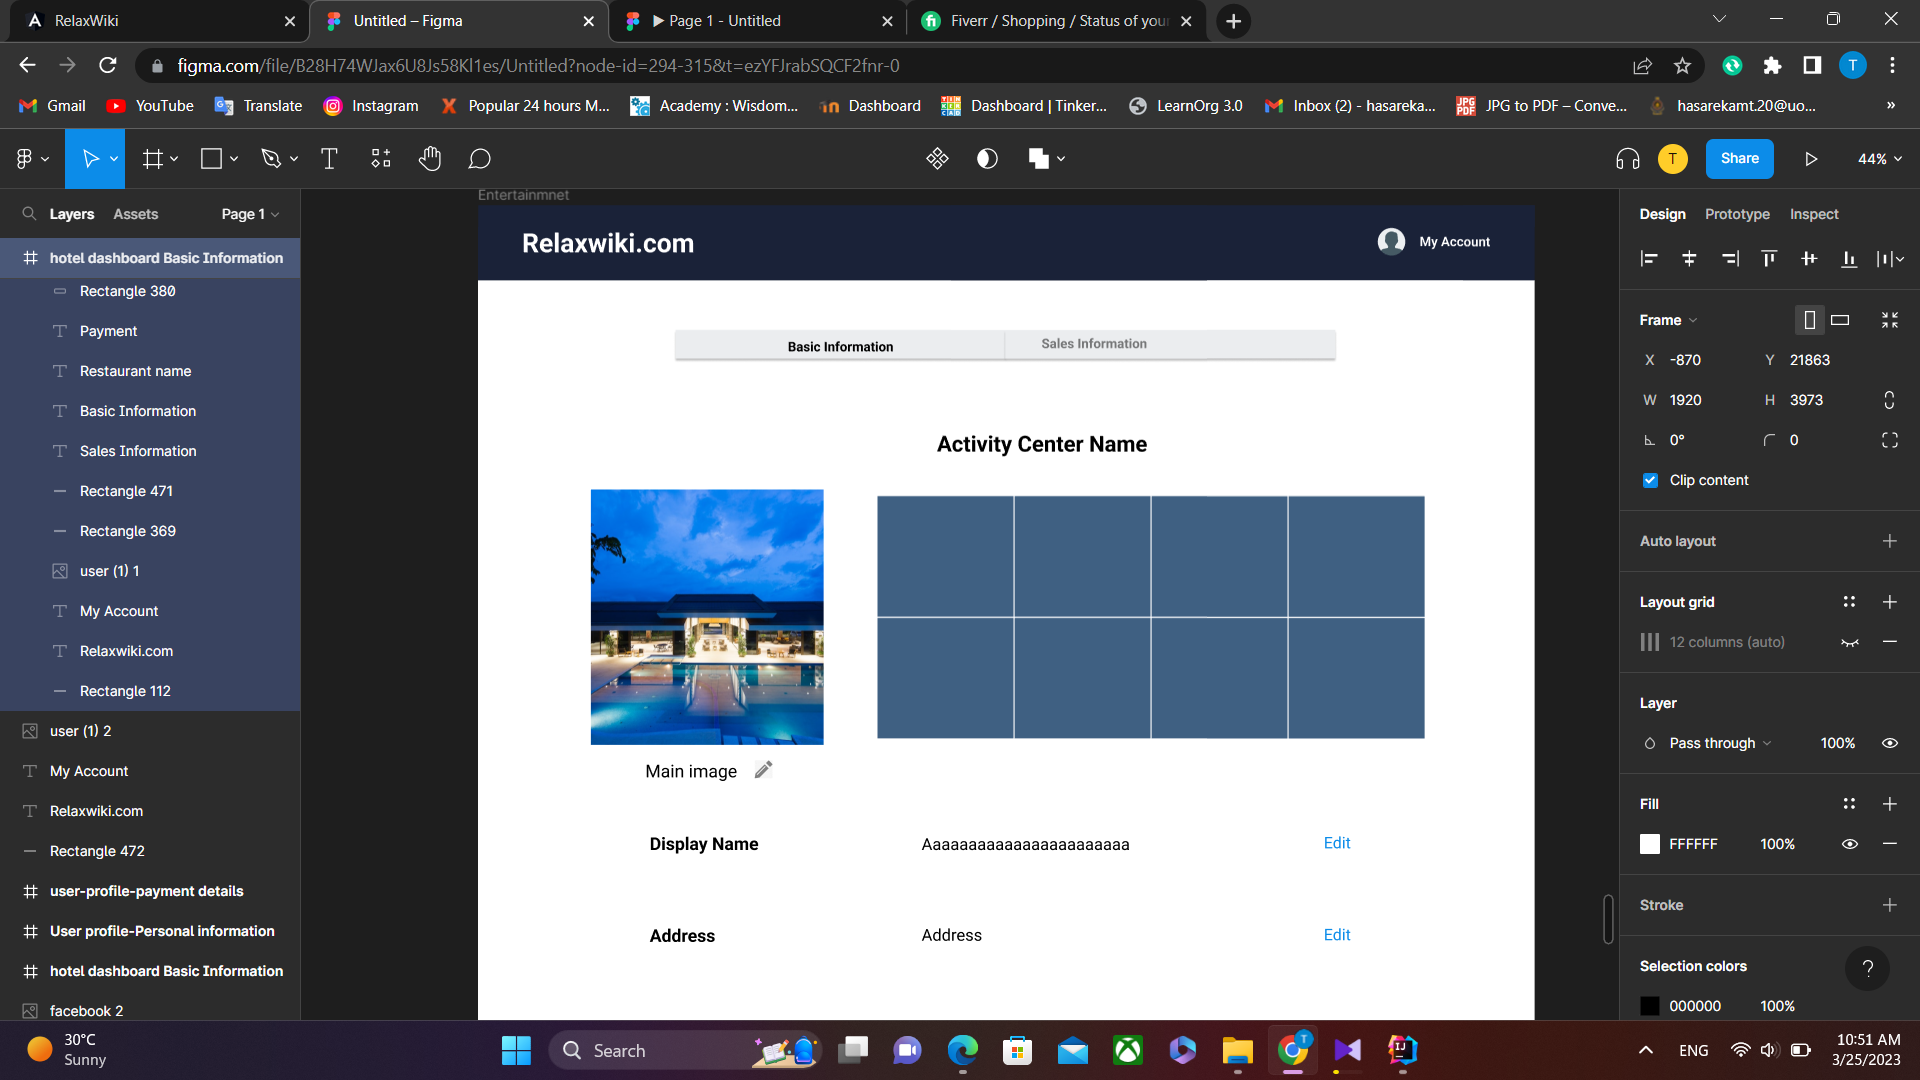 RelaxWiki
Untitled – Figma
Page 1 - Untitled
Fiverr / Shopping / Status of your
figma.com/file/B28H74WJax6U8Js58Kl1es/Untitled?node-id=294-315&t=ezYFJrabSQCF2fnr-0
T
Gmail
YouTube
Translate
Instagram
Popular 24 hours M...
Academy : Wisdom...
Dashboard
Dashboard | Tinker...
LearnOrg 3.0
Inbox (2) - hasareka...
JPG to PDF – Conve...
hasarekamt.20@uo...
»
T
Share
44%
Layers
Assets
Page 1
hotel dashboard Basic Information
Rectangle 380
Payment
Restaurant name
Basic Information
Sales Information
Rectangle 471
Rectangle 369
user (1) 1
My Account
Relaxwiki.com
Rectangle 112
user (1) 2
My Account
Relaxwiki.com
Rectangle 472
user-profile-payment details
User profile-Personal information
hotel dashboard Basic Information
facebook 2
Entertainmnet
Relaxwiki.com
My Account
Basic Information
Sales Information
Activity Center Name
Main image
Display Name
Aaaaaaaaaaaaaaaaaaaaaaa
Edit
Address
Address
Edit
Design
Prototype
Inspect
Frame
X -870
Y 21863
W 1920
H 3973
0°
0
Clip content
Auto layout
Layout grid
12 columns (auto)
Layer
Pass through
100%
Fill
FFFFFF
100%
Stroke
Selection colors
?
000000
100%
30°C
Sunny
Search
T
ENG
10:51 AM
3/25/2023